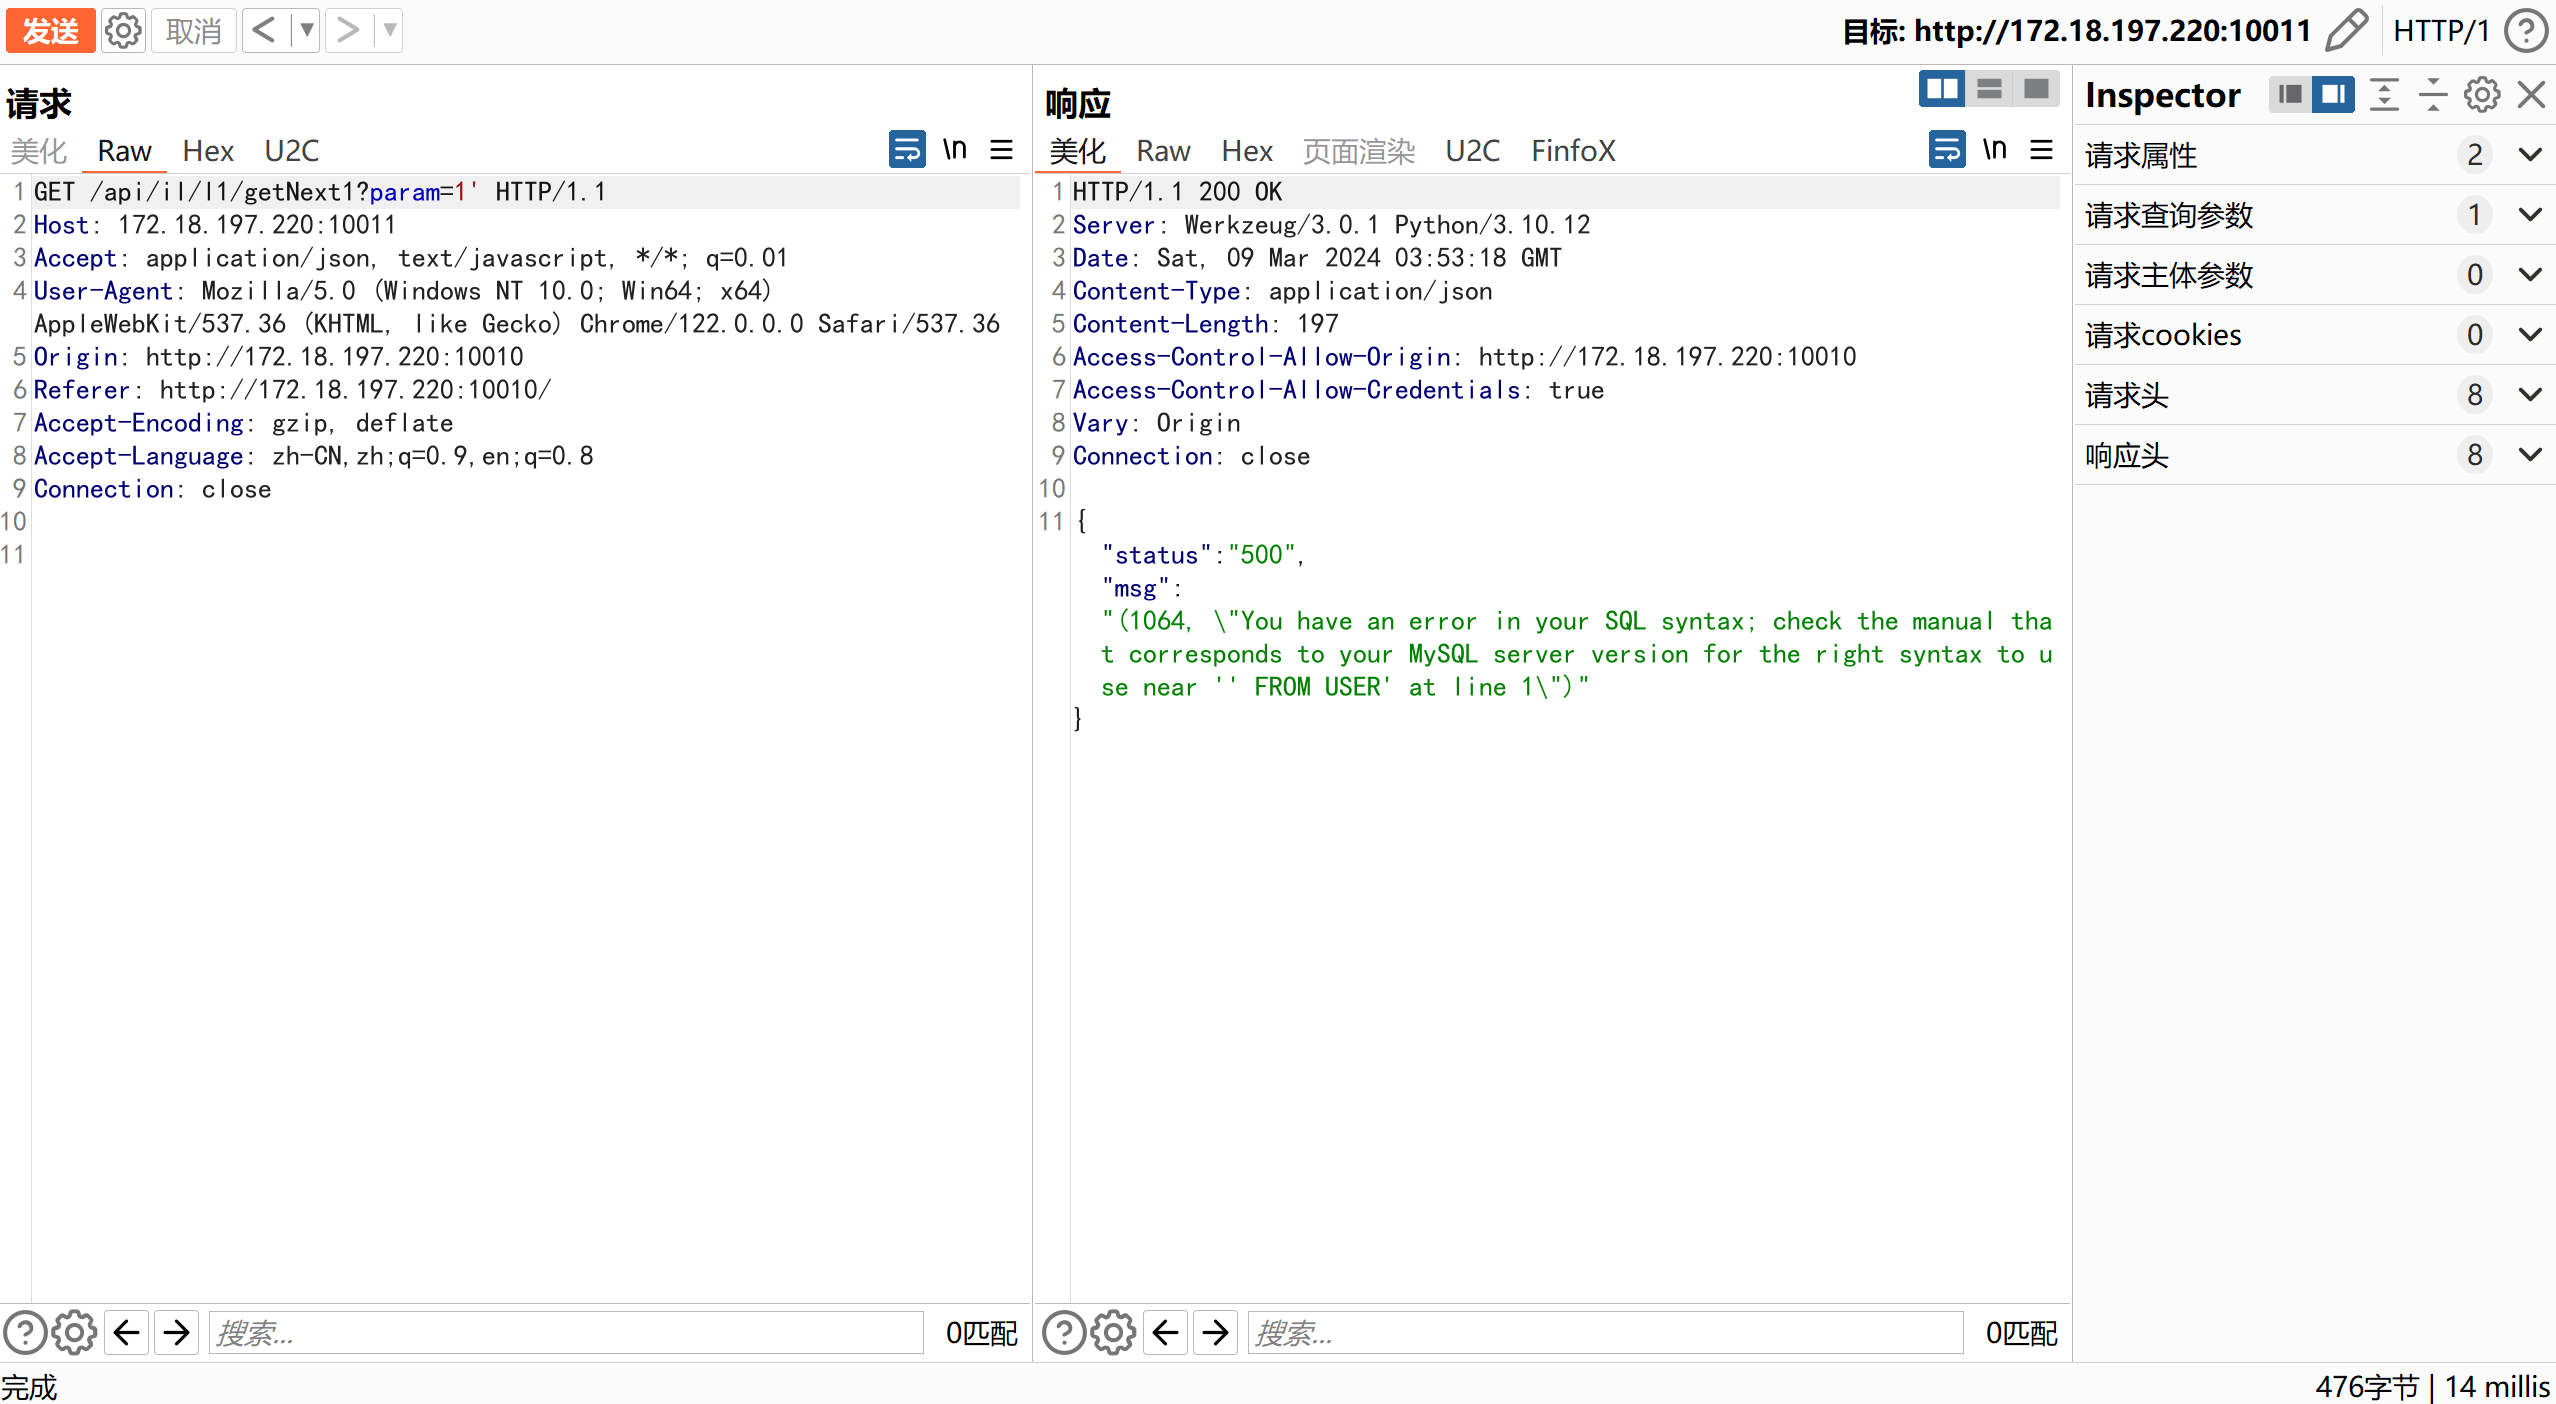 发送 取消 < > 目标: http://172.18.197.220:10011 HTTP/1 ?
请求
美化 Raw Hex U2C \n
1 GET /api/il/l1/getNext1?param=1' HTTP/1.1
2 Host: 172.18.197.220:10011
3 Accept: application/json, text/javascript, */*; q=0.01
4 User-Agent: Mozilla/5.0 (Windows NT 10.0; Win64; x64)
AppleWebKit/537.36 (KHTML, like Gecko) Chrome/122.0.0.0 Safari/537.36
5 Origin: http://172.18.197.220:10010
6 Referer: http://172.18.197.220:10010/
7 Accept-Encoding: gzip, deflate
8 Accept-Language: zh-CN,zh;q=0.9,en;q=0.8
9 Connection: close
10
11
搜索... 0匹配
响应
美化 Raw Hex 页面渲染 U2C FinfoX \n
1 HTTP/1.1 200 OK
2 Server: Werkzeug/3.0.1 Python/3.10.12
3 Date: Sat, 09 Mar 2024 03:53:18 GMT
4 Content-Type: application/json
5 Content-Length: 197
6 Access-Control-Allow-Origin: http://172.18.197.220:10010
7 Access-Control-Allow-Credentials: true
8 Vary: Origin
9 Connection: close
10
11 {
"status":"500",
"msg":
"(1064, \"You have an error in your SQL syntax; check the manual tha
t corresponds to your MySQL server version for the right syntax to u
se near '' FROM USER' at line 1\")"
}
搜索... 0匹配
Inspector
请求属性 2
请求查询参数 1
请求主体参数 0
请求cookies 0
请求头 8
响应头 8
完成
476字节 | 14 millis